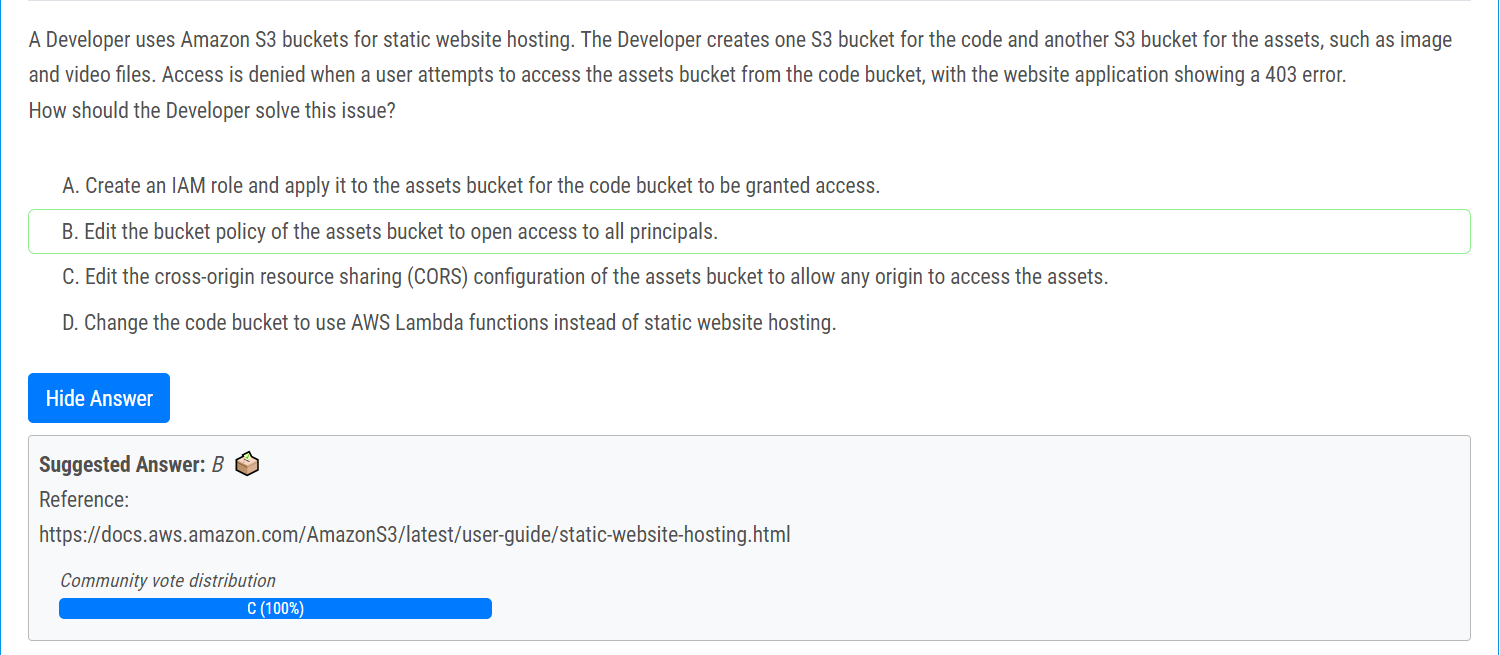 A Developer uses Amazon S3 buckets for static website hosting. The Developer creates one S3 bucket for the code and another S3 bucket for the assets, such as image
and video files. Access is denied when a user attempts to access the assets bucket from the code bucket, with the website application showing a 403 error.
How should the Developer solve this issue?
A. Create an IAM role and apply it to the assets bucket for the code bucket to be granted access.
B. Edit the bucket policy of the assets bucket to open access to all principals.
C. Edit the cross-origin resource sharing (CORS) configuration of the assets bucket to allow any origin to access the assets.
D. Change the code bucket to use AWS Lambda functions instead of static website hosting.
Hide Answer
Suggested Answer: B
Reference:
https://docs.aws.amazon.com/AmazonS3/latest/user-guide/static-website-hosting.html
Community vote distribution
C (100%)